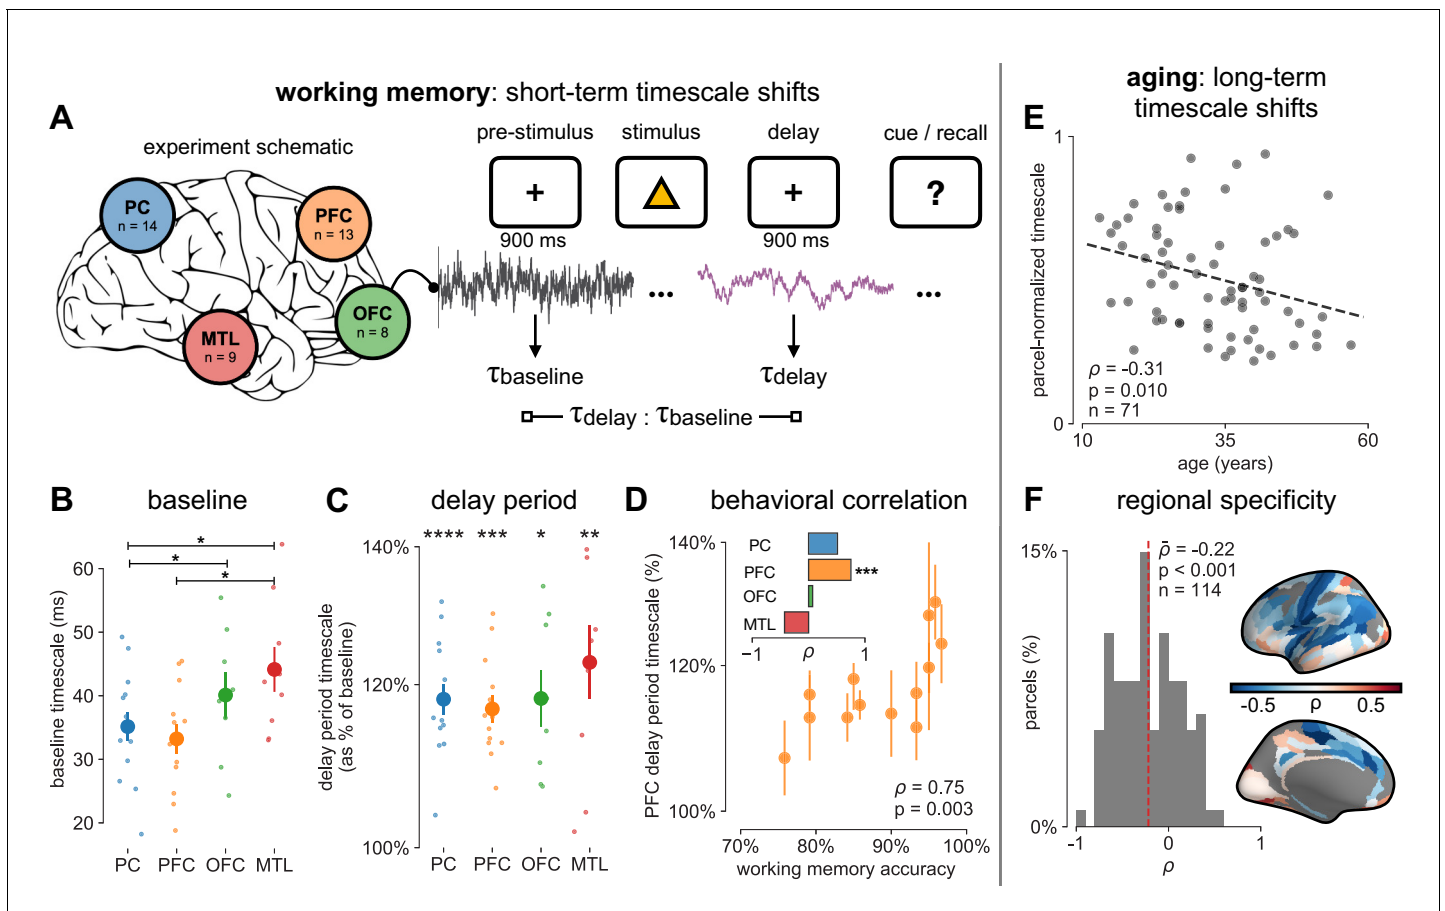 working memory: short-term timescale shifts
A
experiment schematic
PC
n = 14
PFC
n = 13
OFC
n = 8
MTL
n = 9
pre-stimulus
stimulus
delay
cue / recall
+
+
?
900 ms
900 ms
...
...
τbaseline
τdelay
τdelay : τbaseline
B
baseline
baseline timescale (ms)
60
50
40
30
20
*
*
*
PC
PFC
OFC
MTL
C
delay period
delay period timescale
(as % of baseline)
140%
120%
100%
****
***
*
**
PC
PFC
OFC
MTL
D
behavioral correlation
PFC delay period timescale (%)
140%
120%
100%
PC
PFC
OFC
MTL
***
−1
ρ
1
ρ = 0.75
p = 0.003
70%
80%
90%
100%
working memory accuracy
aging: long-term
timescale shifts
E
parcel-normalized timescale
1
0
ρ = -0.31
p = 0.010
n = 71
10
35
60
age (years)
F
regional specificity
parcels (%)
15%
0%
ρ̄ = -0.22
p < 0.001
n = 114
-0.5
ρ
0.5
-1
0
1
ρ